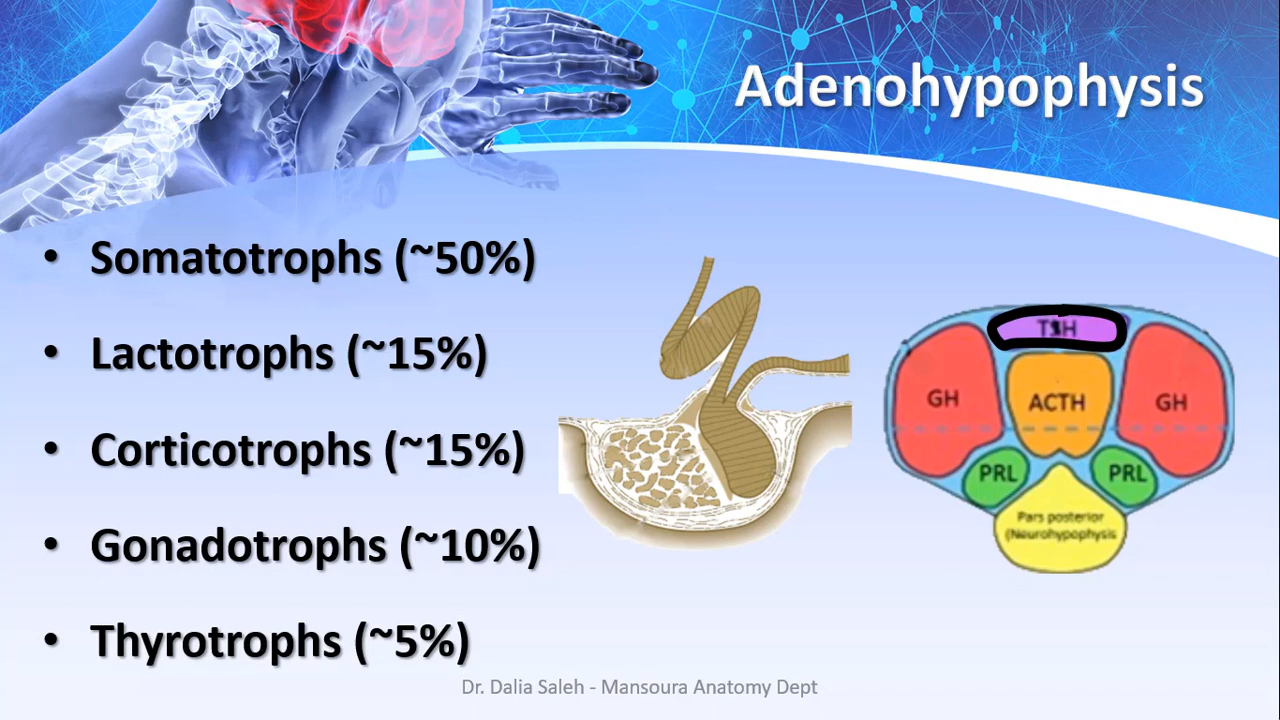 Adenohypophysis
• Somatotrophs (~50%)
• Lactotrophs (~15%)
• Corticotrophs (~15%)
• Gonadotrophs (~10%)
• Thyrotrophs (~5%)
TSH
GH
ACTH
GH
PRL
PRL
Pars posterior
(Neurohypophysis
Dr. Dalia Saleh - Mansoura Anatomy Dept